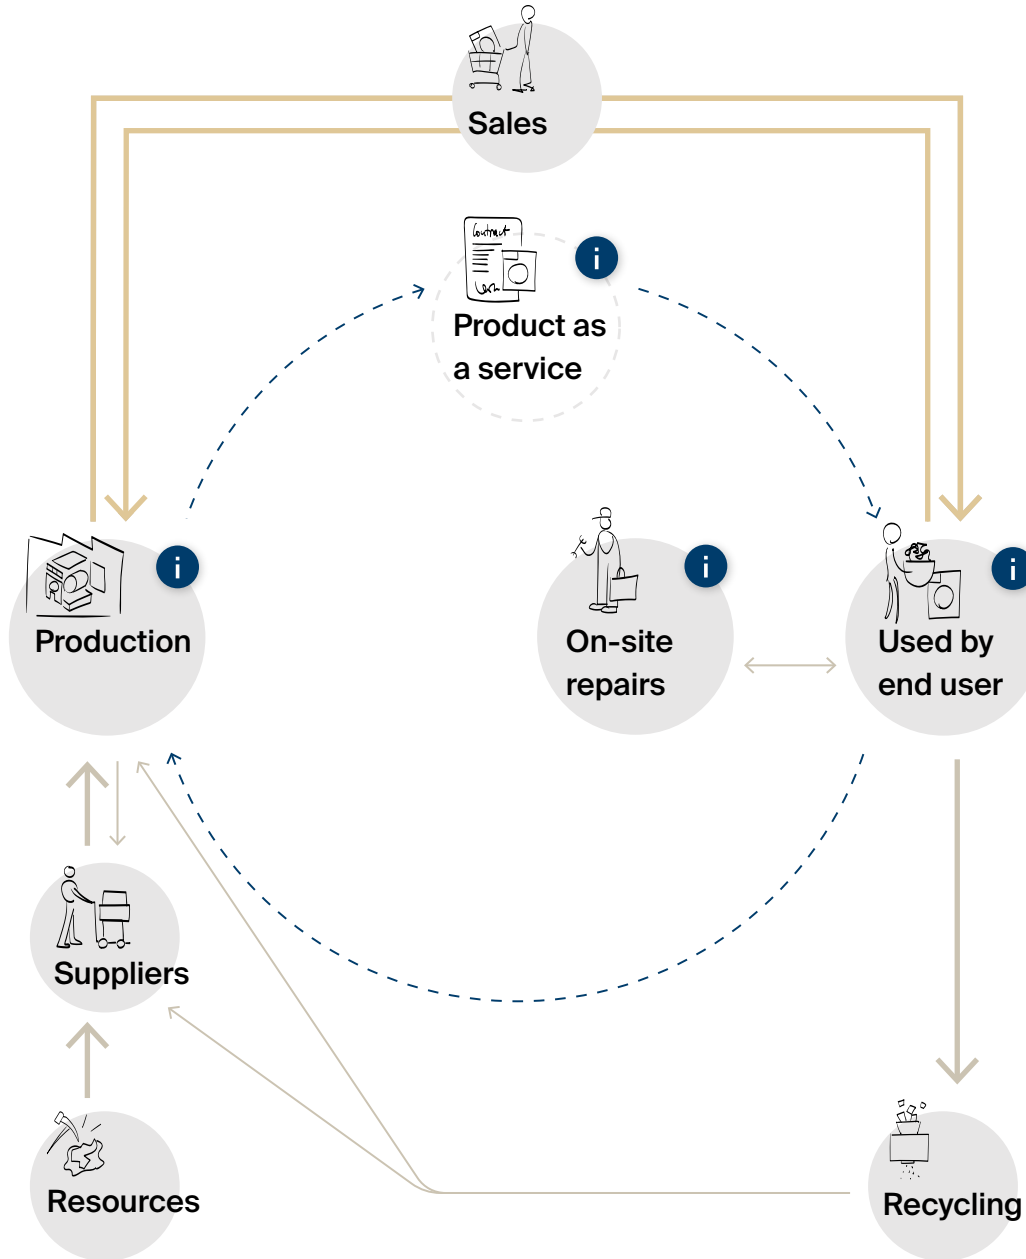 Sales
Contract
i
Product as
a service
i
Production
i
On-site
repairs
i
Used by
end user
Suppliers
Resources
Recycling